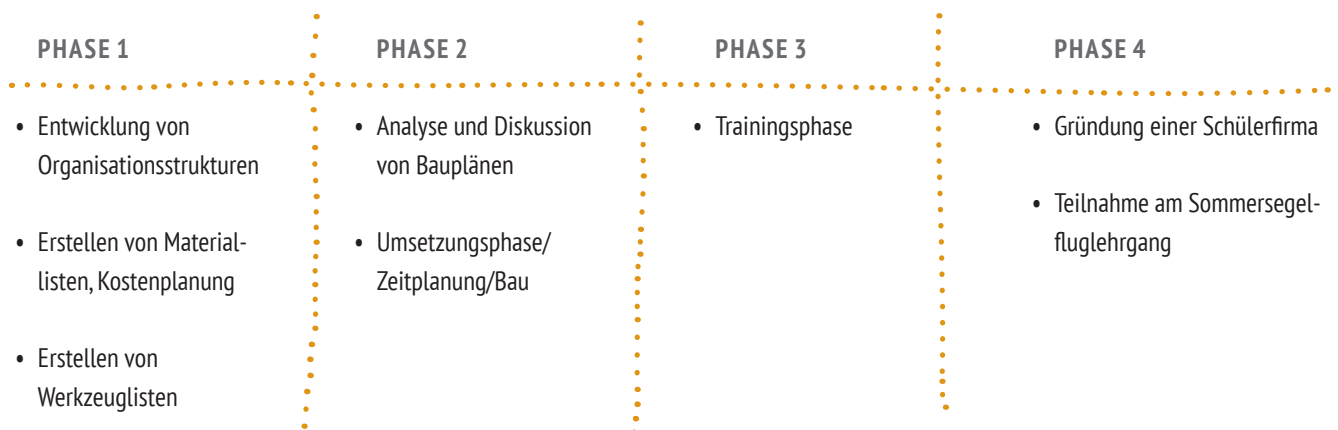 PHASE 1
• Entwicklung von
Organisationsstrukturen
• Erstellen von Material-
listen, Kostenplanung
• Erstellen von
Werkzeuglisten
PHASE 2
• Analyse und Diskussion
von Bauplänen
• Umsetzungsphase/
Zeitplanung/Bau
PHASE 3
• Trainingsphase
PHASE 4
• Gründung einer Schülerfirma
• Teilnahme am Sommersegel-
fluglehrgang